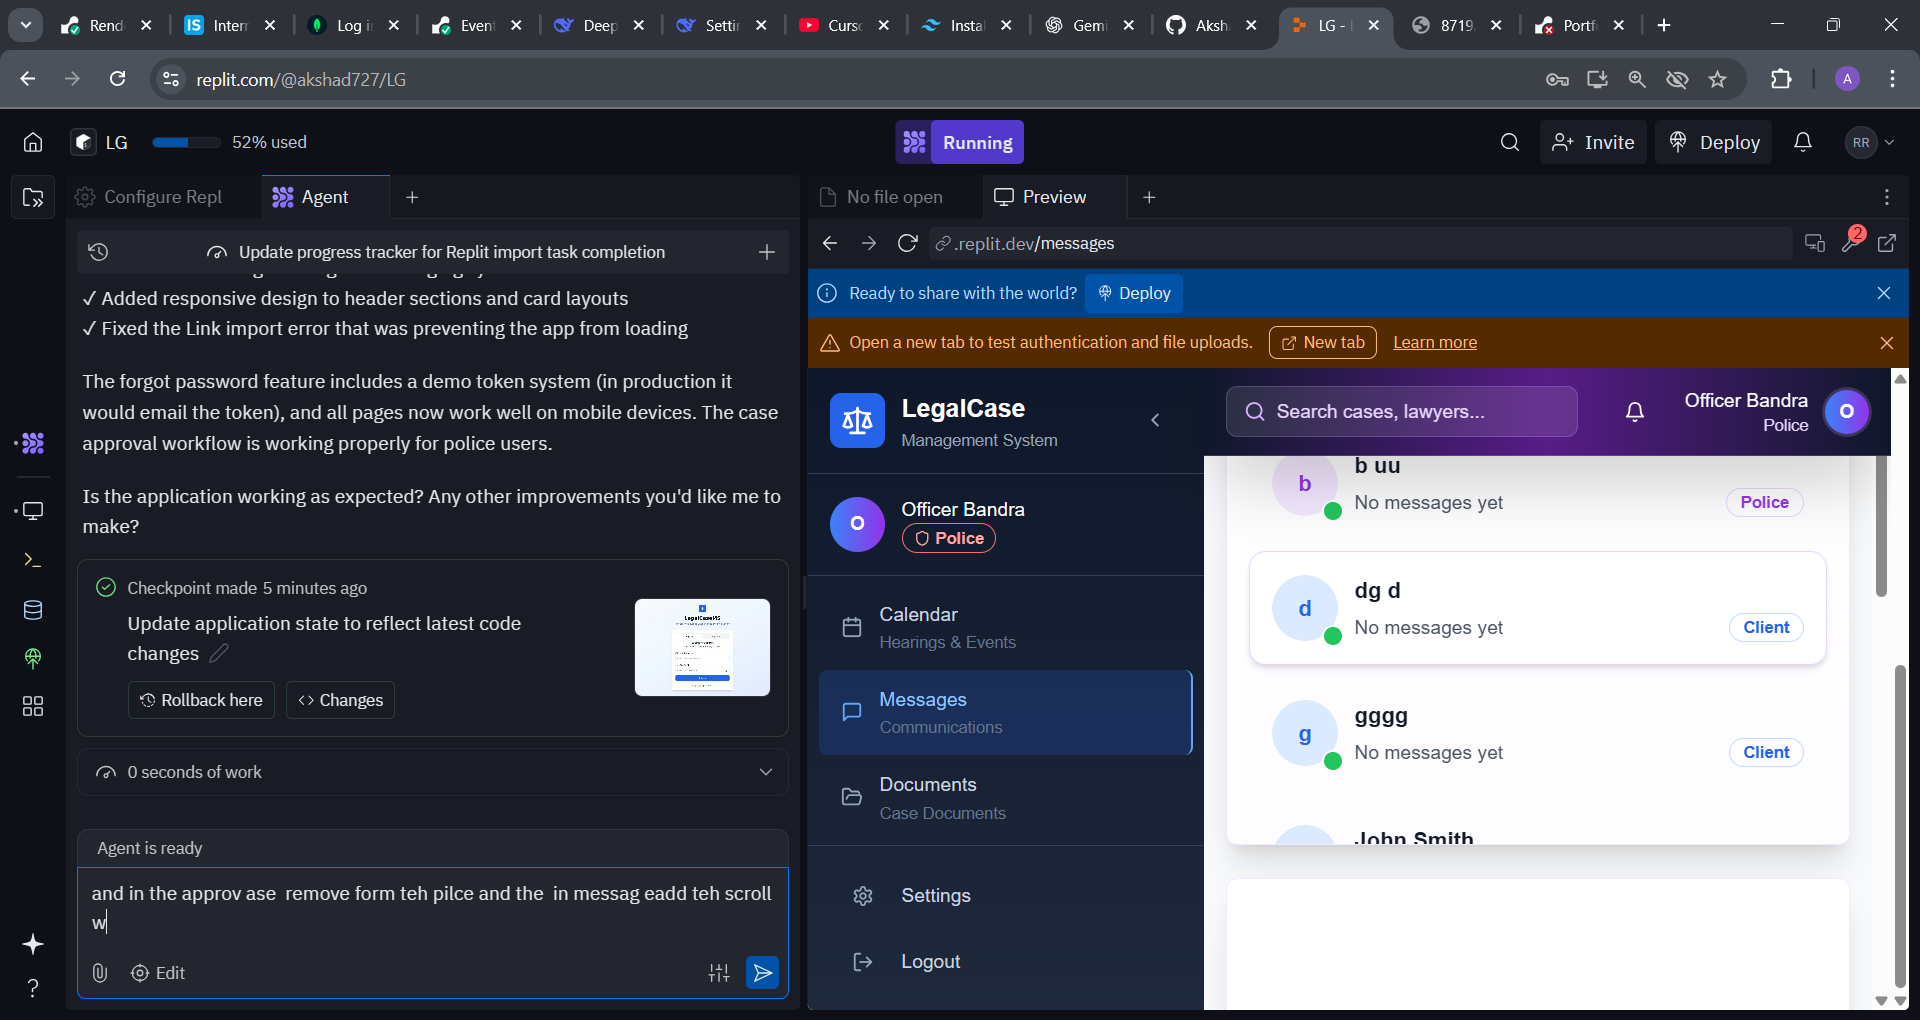 Rend
Inter
Log i
Event
Deep
Settin
Curso
Insta
Gemi
Aksh
LG -
8719
Portf
replit.com/@akshad727/LG
A
LG
52% used
Running
Invite
Deploy
RR
Configure Repl
Agent
No file open
Preview
Update progress tracker for Replit import task completion
.replit.dev/messages
2
✓ Added responsive design to header sections and card layouts
✓ Fixed the Link import error that was preventing the app from loading
The forgot password feature includes a demo token system (in production it
would email the token), and all pages now work well on mobile devices. The case
approval workflow is working properly for police users.
Is the application working as expected? Any other improvements you'd like me to
make?
Checkpoint made 5 minutes ago
Update application state to reflect latest code
changes
Rollback here
Changes
0 seconds of work
Agent is ready
and in the approv ase  remove form teh pilce and the  in messag eadd teh scroll
w
Edit
Ready to share with the world?
Deploy
Open a new tab to test authentication and file uploads.
New tab
Learn more
LegalCase
Management System
Search cases, lawyers...
Officer Bandra
Police
O
O
Officer Bandra
Police
Calendar
Hearings & Events
Messages
Communications
Documents
Case Documents
Settings
Logout
b
b uu
No messages yet
Police
d
dg d
No messages yet
Client
g
gggg
No messages yet
Client
John Smith